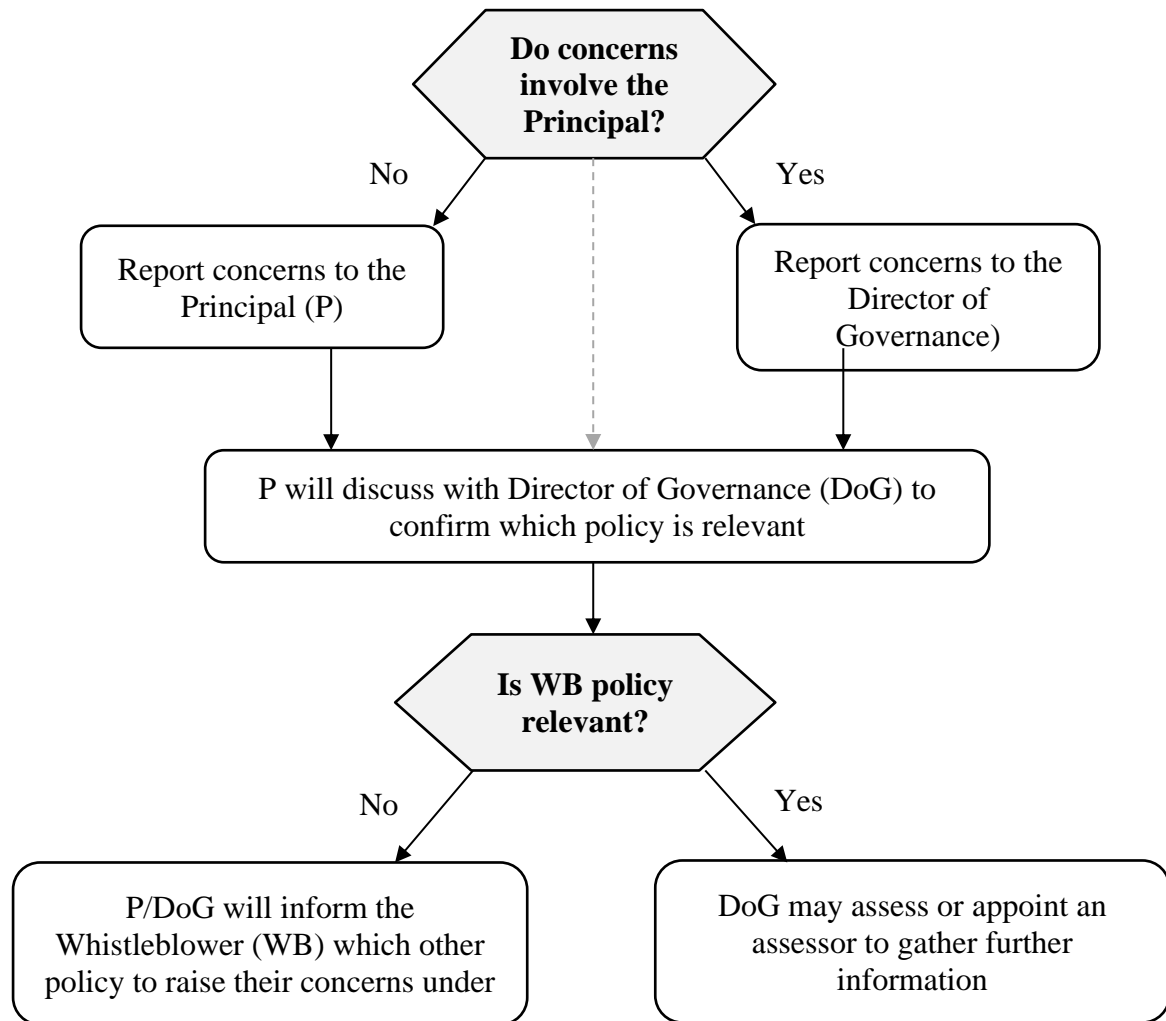 Do concerns
involve the
Principal?
No
Yes
Report concerns to the
Principal (P)
Report concerns to the
Director of
Governance)
P will discuss with Director of Governance (DoG) to
confirm which policy is relevant
Is WB policy
relevant?
No
Yes
P/DoG will inform the
Whistleblower (WB) which other
policy to raise their concerns under
DoG may assess or appoint an
assessor to gather further
information